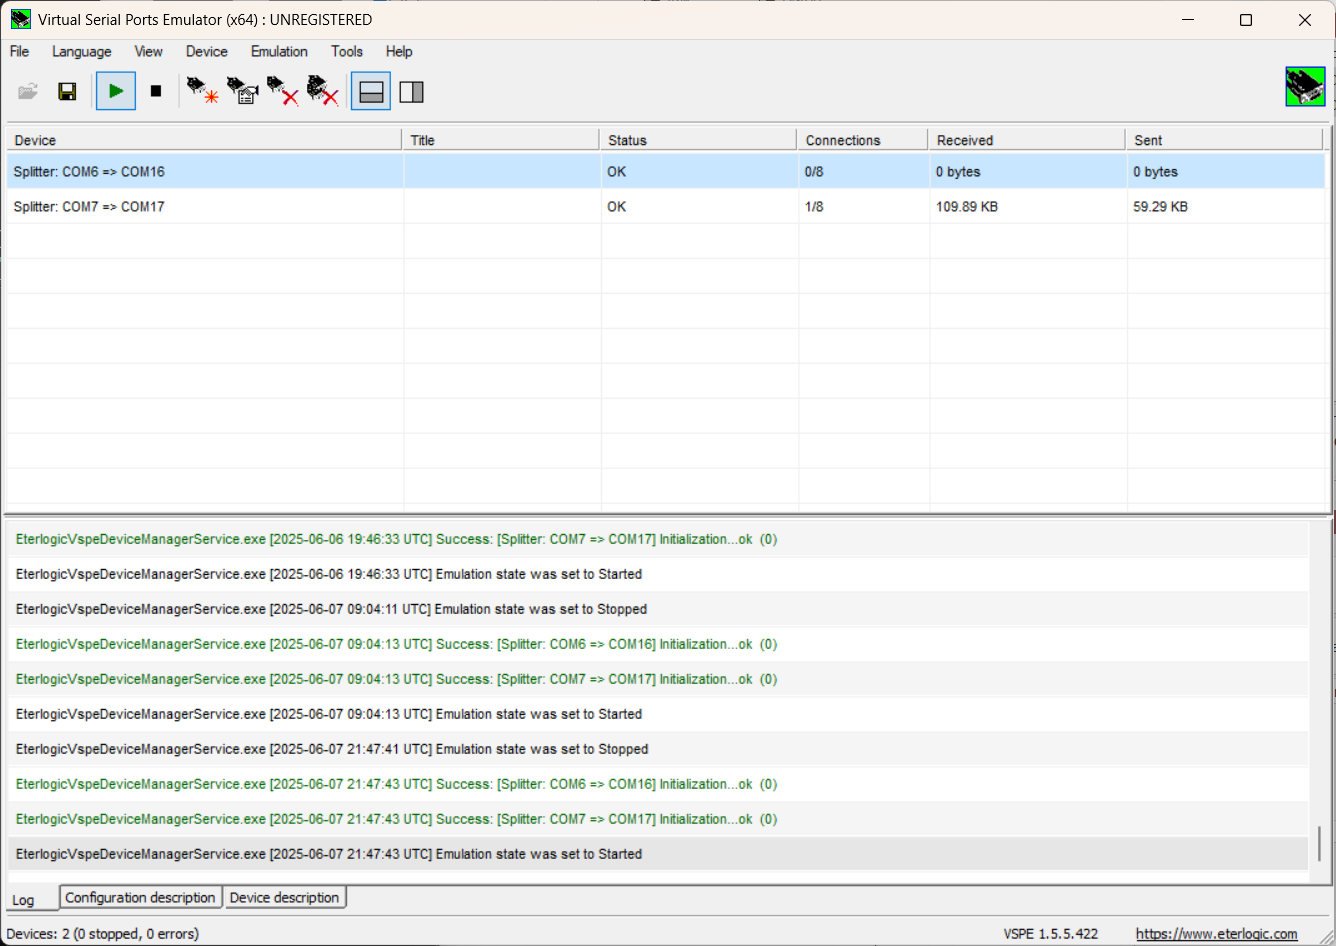 Virtual Serial Ports Emulator (x64) : UNREGISTERED
File Language View Device Emulation Tools Help
Device Title Status Connections Received Sent
Splitter: COM6 => COM16 OK 0/8 0 bytes 0 bytes
Splitter: COM7 => COM17 OK 1/8 109.89 KB 59.29 KB
EterlogicVspeDeviceManagerService.exe [2025-06-06 19:46:33 UTC] Success: [Splitter: COM7 => COM17] Initialization...ok (0)
EterlogicVspeDeviceManagerService.exe [2025-06-06 19:46:33 UTC] Emulation state was set to Started
EterlogicVspeDeviceManagerService.exe [2025-06-07 09:04:11 UTC] Emulation state was set to Stopped
EterlogicVspeDeviceManagerService.exe [2025-06-07 09:04:13 UTC] Success: [Splitter: COM6 => COM16] Initialization...ok (0)
EterlogicVspeDeviceManagerService.exe [2025-06-07 09:04:13 UTC] Success: [Splitter: COM7 => COM17] Initialization...ok (0)
EterlogicVspeDeviceManagerService.exe [2025-06-07 09:04:13 UTC] Emulation state was set to Started
EterlogicVspeDeviceManagerService.exe [2025-06-07 21:47:41 UTC] Emulation state was set to Stopped
EterlogicVspeDeviceManagerService.exe [2025-06-07 21:47:43 UTC] Success: [Splitter: COM6 => COM16] Initialization...ok (0)
EterlogicVspeDeviceManagerService.exe [2025-06-07 21:47:43 UTC] Success: [Splitter: COM7 => COM17] Initialization...ok (0)
EterlogicVspeDeviceManagerService.exe [2025-06-07 21:47:43 UTC] Emulation state was set to Started
Log Configuration description Device description
Devices: 2 (0 stopped, 0 errors) VSPE 1.5.5.422 https://www.eterlogic.com